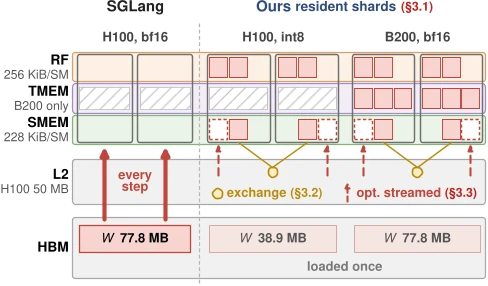 SGLang
Ours resident shards (§3.1)
H100, bf16
H100, int8
B200, bf16
RF
256 KiB/SM
TMEM
B200 only
SMEM
228 KiB/SM
L2
H100 50 MB
every
step
exchange (§3.2)
opt. streamed (§3.3)
HBM
W 77.8 MB
W 38.9 MB
W 77.8 MB
loaded once